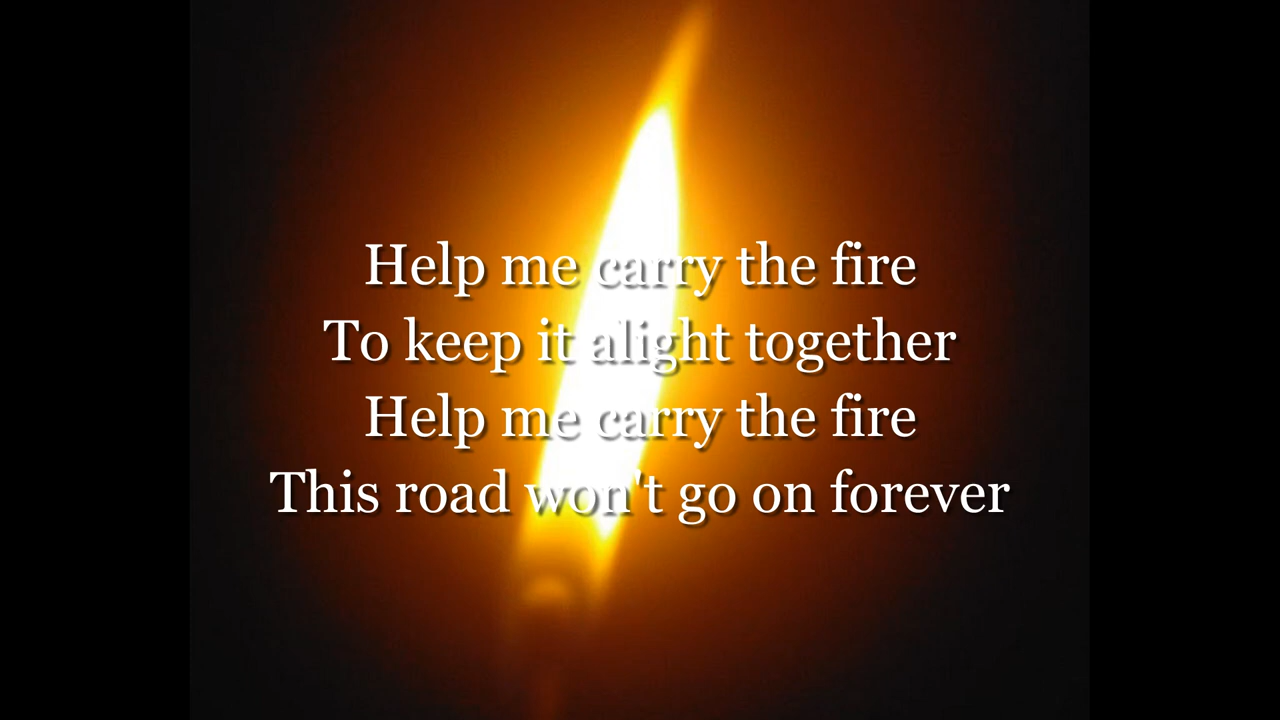 Help me carry the fire
To keep it alight together
Help me carry the fire
This road won't go on forever